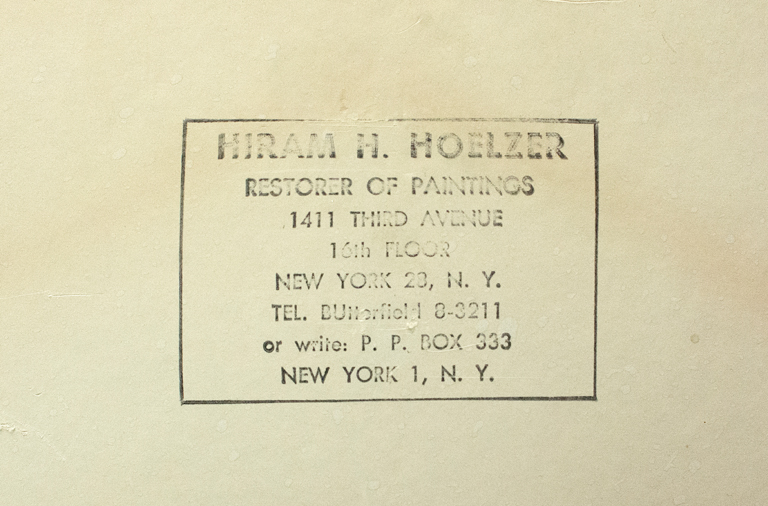 HIRAM H. HOELZER
RESTORER OF PAINTINGS
1411 THIRD AVENUE
16th FLOOR
NEW YORK 28, N. Y.
TEL. BUtterfield 8-3211
or write: P. P. BOX 333
NEW YORK 1, N. Y.